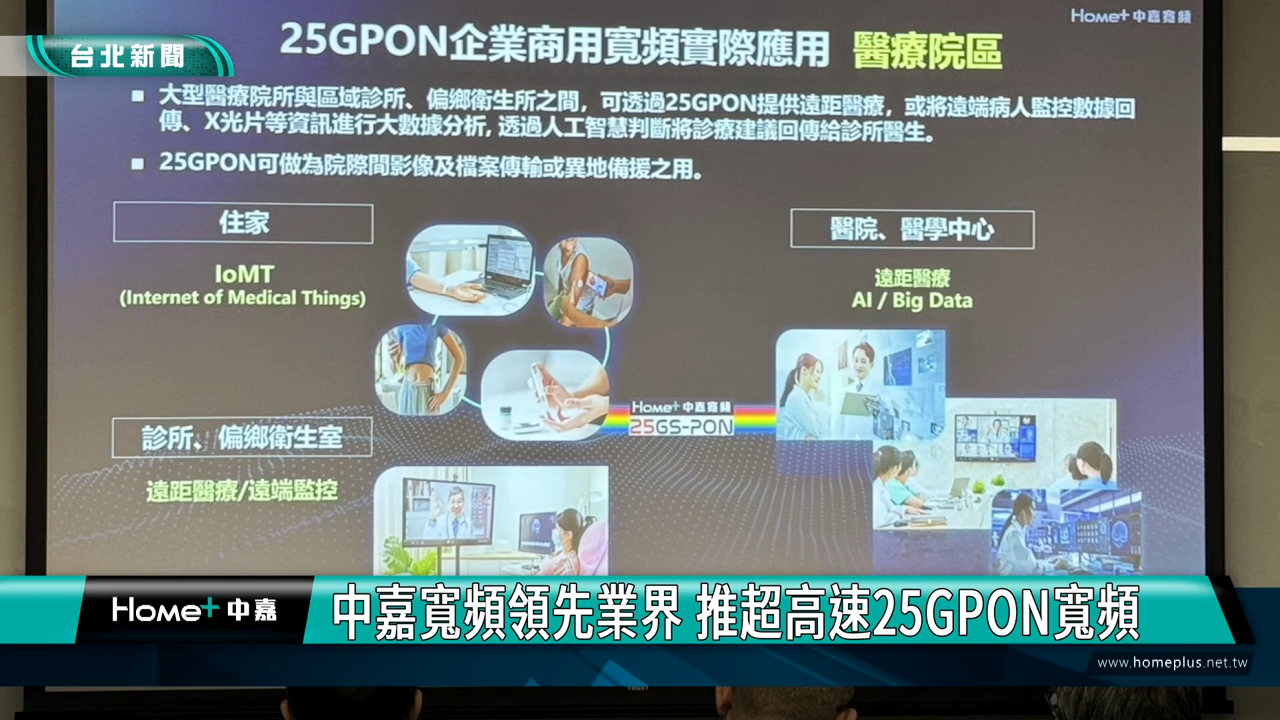 台北新聞
Home+ 中嘉寬頻
25GPON企業商用寬頻實際應用 醫療院區
■ 大型醫療院所與區域診所、偏鄉衛生所之間，可透過25GPON提供遠距醫療，或將遠端病人監控數據回
傳、X光片等資訊進行大數據分析, 透過人工智慧判斷將診療建議回傳給診所醫生。
■ 25GPON可做為院際間影像及檔案傳輸或異地備援之用。
住家
IoMT
(Internet of Medical Things)
醫院、醫學中心
遠距醫療
AI / Big Data
Home+ 中嘉寬頻
25GS-PON
診所、偏鄉衛生室
遠距醫療/遠端監控
Home+ 中嘉
中嘉寬頻領先業界 推超高速25GPON寬頻
www.homeplus.net.tw